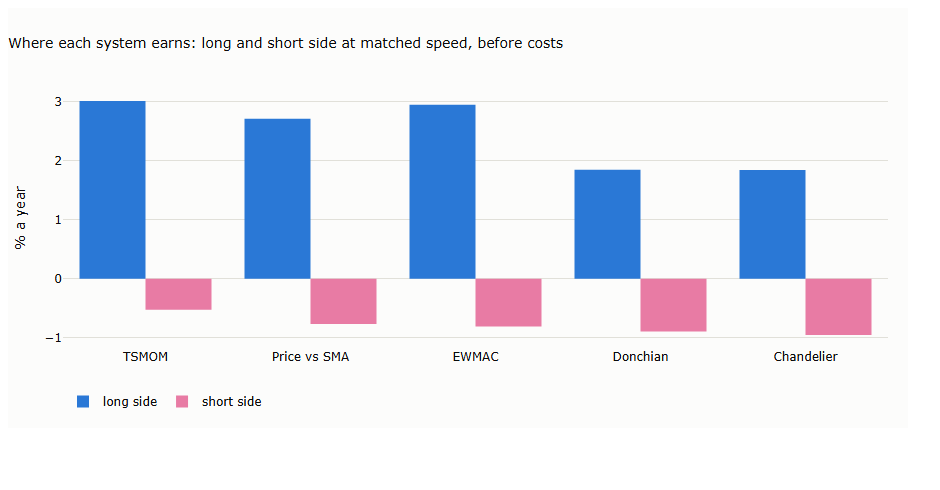 Where each system earns: long and short side at matched speed, before costs
3
2
1
0
−1
% a year
TSMOM Price vs SMA EWMAC Donchian Chandelier
long side short side